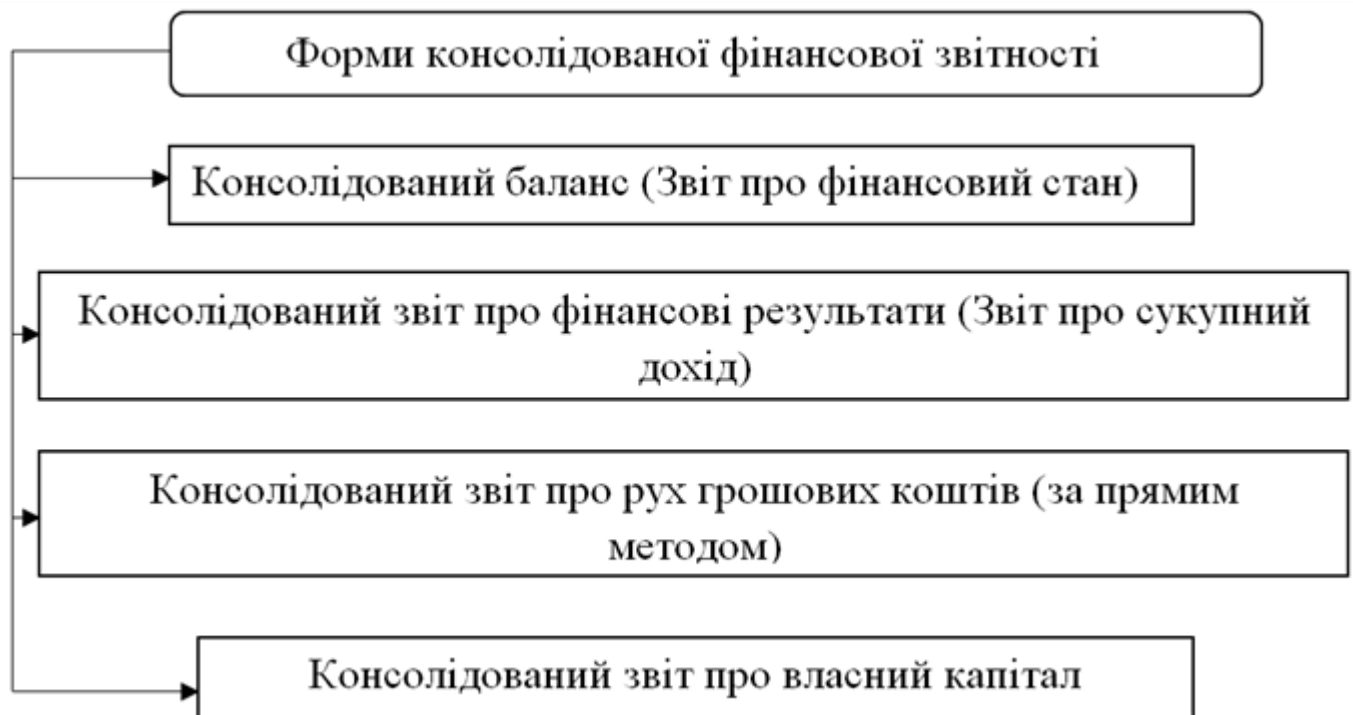 Форми консолідованої фінансової звітності
Консолідований баланс (Звіт про фінансовий стан)
Консолідований звіт про фінансові результати (Звіт про сукупний
дохід)
Консолідований звіт про рух грошових коштів (за прямим
методом)
Консолідований звіт про власний капітал